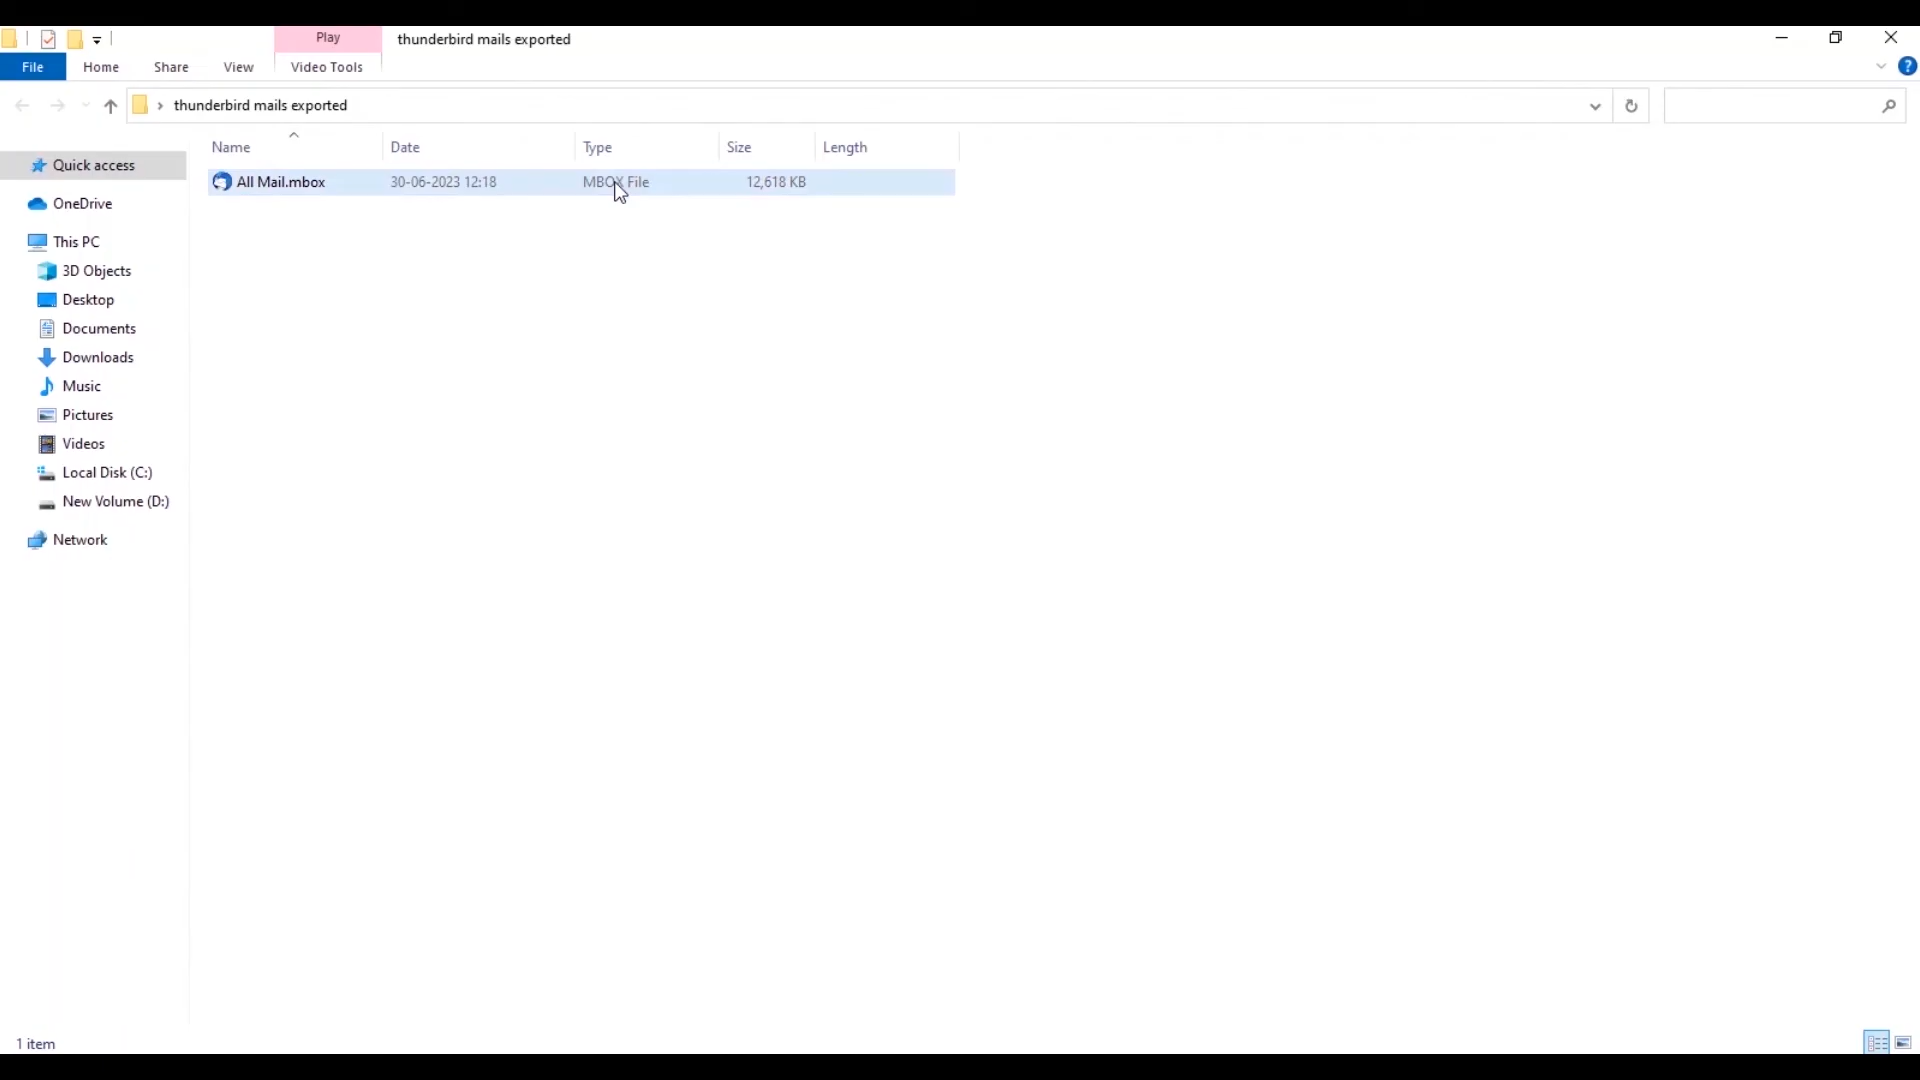 Play
thunderbird mails exported
File
Home
Share
View
Video Tools
?
thunderbird mails exported
Name
Date
Type
Size
Length
All Mail.mbox
30-06-2023 12:18
MBOX File
12,618 KB
Quick access
OneDrive
This PC
3D Objects
Desktop
Documents
Downloads
Music
Pictures
Videos
Local Disk (C:)
New Volume (D:)
Network
1 item